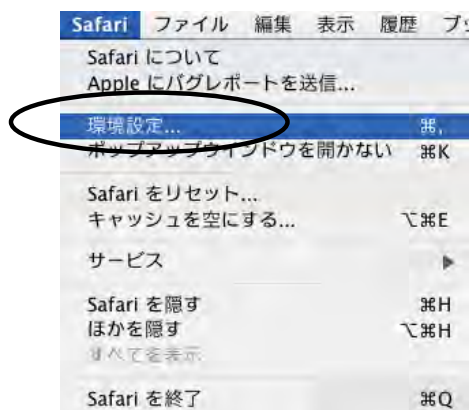 Safari ファイル 編集 表示 履歴 ブッ
Safari について
Apple にバグレポートを送信...
環境設定... ⌘,
ポップアップウインドウを開かない ⌘K
Safari をリセット...
キャッシュを空にする... ⌥⌘E
サービス ▶
Safari を隠す ⌘H
ほかを隠す ⌥⌘H
すべてを表示
Safari を終了 ⌘Q